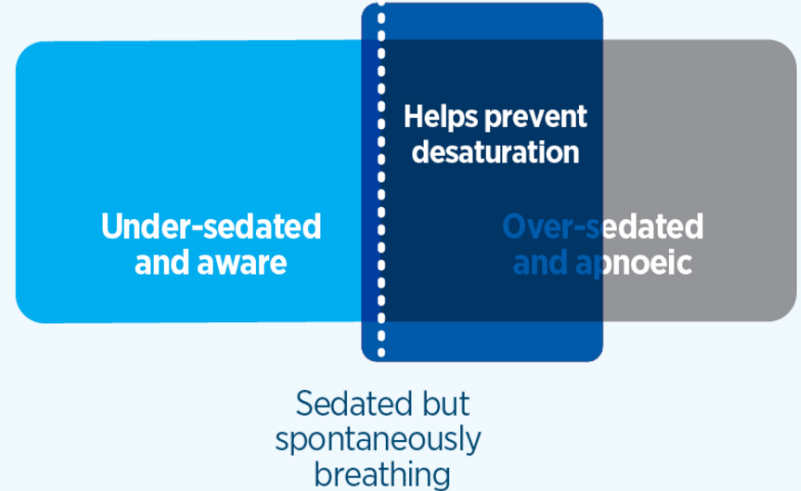 Helps prevent
desaturation
Under-sedated
and aware
Over-sedated
and apnoeic
Sedated but
spontaneously
breathing